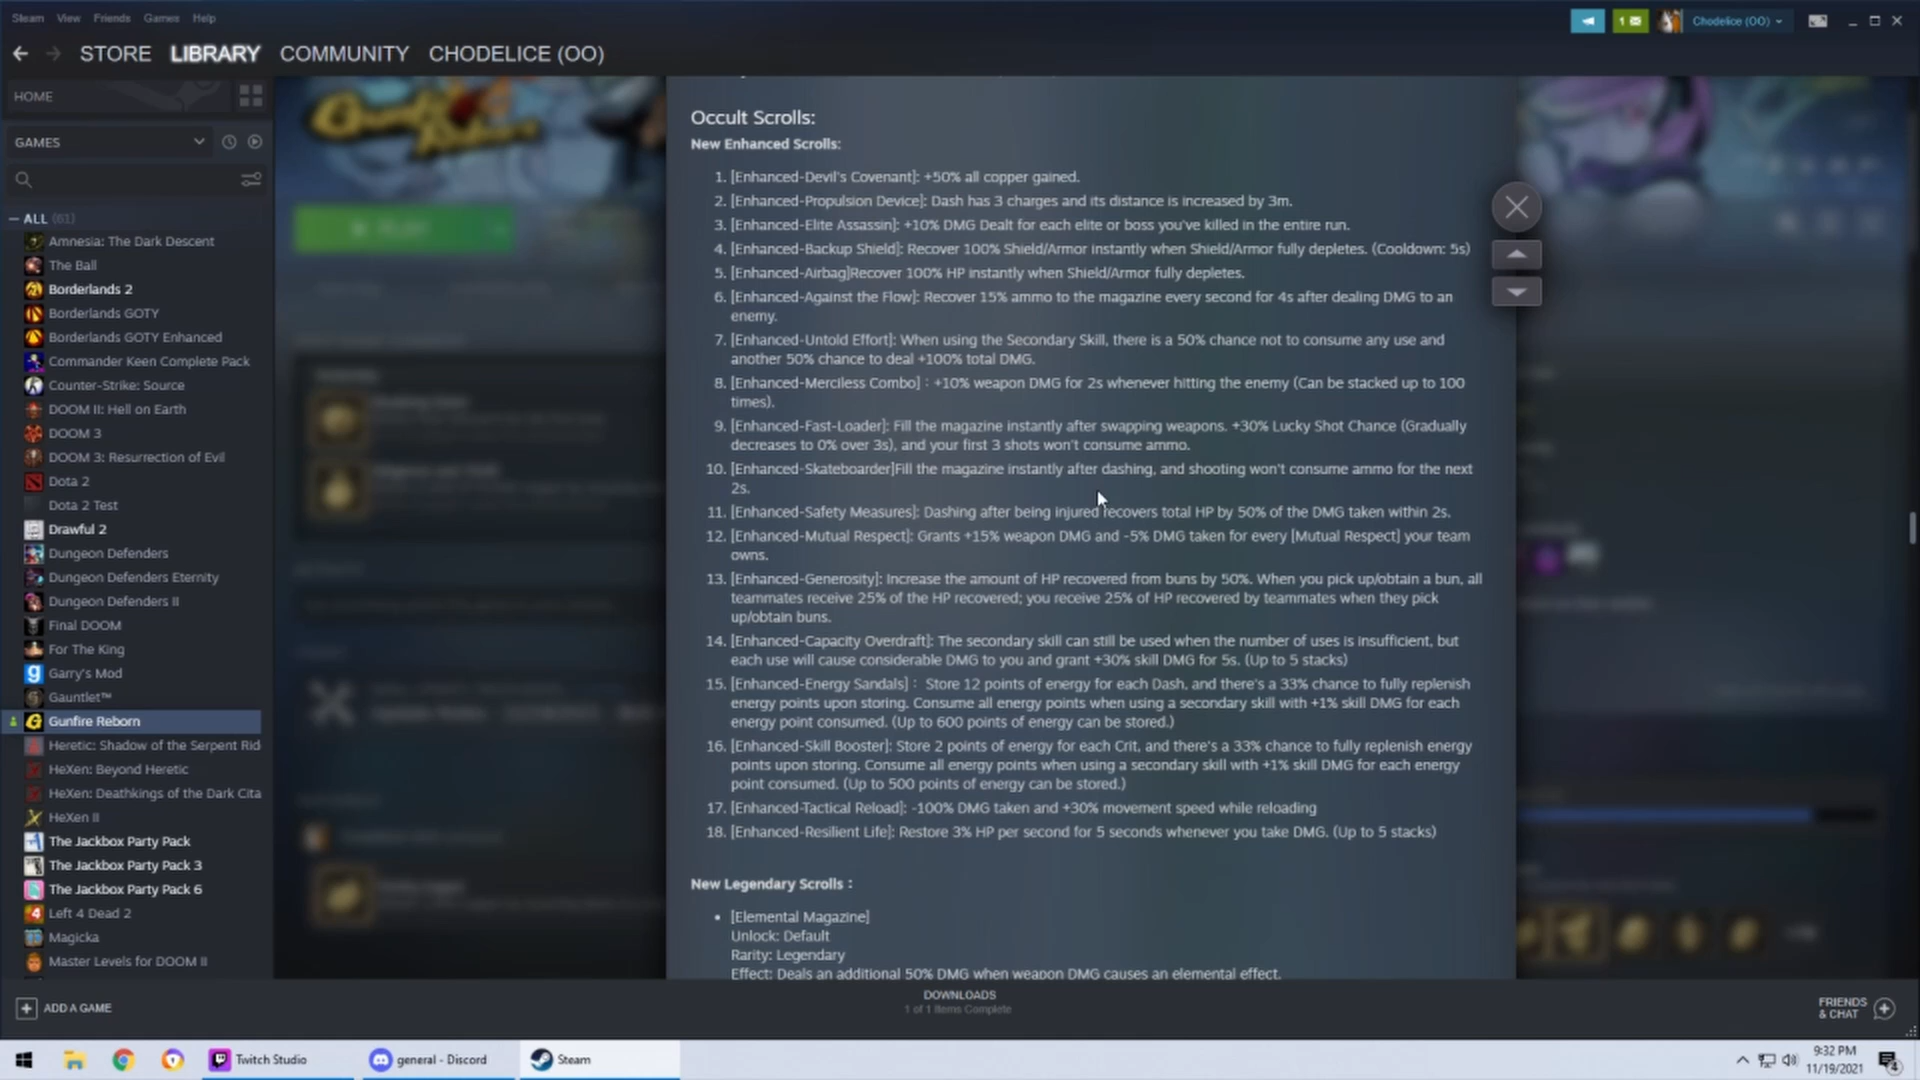 Steam View Friends Games Help
1
Chodelice (OO)
STORE LIBRARY COMMUNITY CHODELICE (OO)
HOME
GAMES
ALL (61)
Amnesia: The Dark Descent
The Ball
Borderlands 2
Borderlands GOTY
Borderlands GOTY Enhanced
Commander Keen Complete Pack
Counter-Strike: Source
DOOM II: Hell on Earth
DOOM 3
DOOM 3: Resurrection of Evil
Dota 2
Dota 2 Test
Drawful 2
Dungeon Defenders
Dungeon Defenders Eternity
Dungeon Defenders II
Final DOOM
For The King
Garry's Mod
Gauntlet™
Gunfire Reborn
Heretic: Shadow of the Serpent Rid
HeXen: Beyond Heretic
HeXen: Deathkings of the Dark Cita
HeXen II
The Jackbox Party Pack
The Jackbox Party Pack 3
The Jackbox Party Pack 6
Left 4 Dead 2
Magicka
Master Levels for DOOM II
Gunfire Reborn
PLAY
Occult Scrolls:
New Enhanced Scrolls:
1. [Enhanced-Devil's Covenant]: +50% all copper gained.
2. [Enhanced-Propulsion Device]: Dash has 3 charges and its distance is increased by 3m.
3. [Enhanced-Elite Assassin]: +10% DMG Dealt for each elite or boss you've killed in the entire run.
4. [Enhanced-Backup Shield]: Recover 100% Shield/Armor instantly when Shield/Armor fully depletes. (Cooldown: 5s)
5. [Enhanced-Airbag]Recover 100% HP instantly when Shield/Armor fully depletes.
6. [Enhanced-Against the Flow]: Recover 15% ammo to the magazine every second for 4s after dealing DMG to an
enemy.
7. [Enhanced-Untold Effort]: When using the Secondary Skill, there is a 50% chance not to consume any use and
another 50% chance to deal +100% total DMG.
8. [Enhanced-Merciless Combo]：+10% weapon DMG for 2s whenever hitting the enemy (Can be stacked up to 100
times).
9. [Enhanced-Fast-Loader]: Fill the magazine instantly after swapping weapons. +30% Lucky Shot Chance (Gradually
decreases to 0% over 3s), and your first 3 shots won't consume ammo.
10. [Enhanced-Skateboarder]Fill the magazine instantly after dashing, and shooting won't consume ammo for the next
2s.
11. [Enhanced-Safety Measures]: Dashing after being injured recovers total HP by 50% of the DMG taken within 2s.
12. [Enhanced-Mutual Respect]: Grants +15% weapon DMG and -5% DMG taken for every [Mutual Respect] your team
owns.
13. [Enhanced-Generosity]: Increase the amount of HP recovered from buns by 50%. When you pick up/obtain a bun, all
teammates receive 25% of the HP recovered; you receive 25% of HP recovered by teammates when they pick
up/obtain buns.
14. [Enhanced-Capacity Overdraft]: The secondary skill can still be used when the number of uses is insufficient, but
each use will cause considerable DMG to you and grant +30% skill DMG for 5s. (Up to 5 stacks)
15. [Enhanced-Energy Sandals]： Store 12 points of energy for each Dash, and there's a 33% chance to fully replenish
energy points upon storing. Consume all energy points when using a secondary skill with +1% skill DMG for each
energy point consumed. (Up to 600 points of energy can be stored.)
16. [Enhanced-Skill Booster]: Store 2 points of energy for each Crit, and there's a 33% chance to fully replenish energy
points upon storing. Consume all energy points when using a secondary skill with +1% skill DMG for each energy
point consumed. (Up to 500 points of energy can be stored.)
17. [Enhanced-Tactical Reload]: -100% DMG taken and +30% movement speed while reloading
18. [Enhanced-Resilient Life]: Restore 3% HP per second for 5 seconds whenever you take DMG. (Up to 5 stacks)
New Legendary Scrolls：
• [Elemental Magazine]
Unlock: Default
Rarity: Legendary
Effect: Deals an additional 50% DMG when weapon DMG causes an elemental effect.
ADD A GAME
DOWNLOADS
1 of 1 Items Complete
FRIENDS
& CHAT
Twitch Studio
general - Discord
Steam
9:32 PM
11/19/2021
4